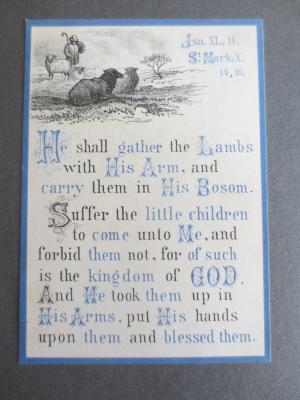 Isa. XL. 11.
St. Mark. X.
14, 16.
He shall gather the Lambs
with His Arm, and
carry them in His Bosom.
Suffer the little children
to come unto Me, and
forbid them not, for of such
is the kingdom of GOD.
And He took them up in
His Arms, put His hands
upon them and blessed them.